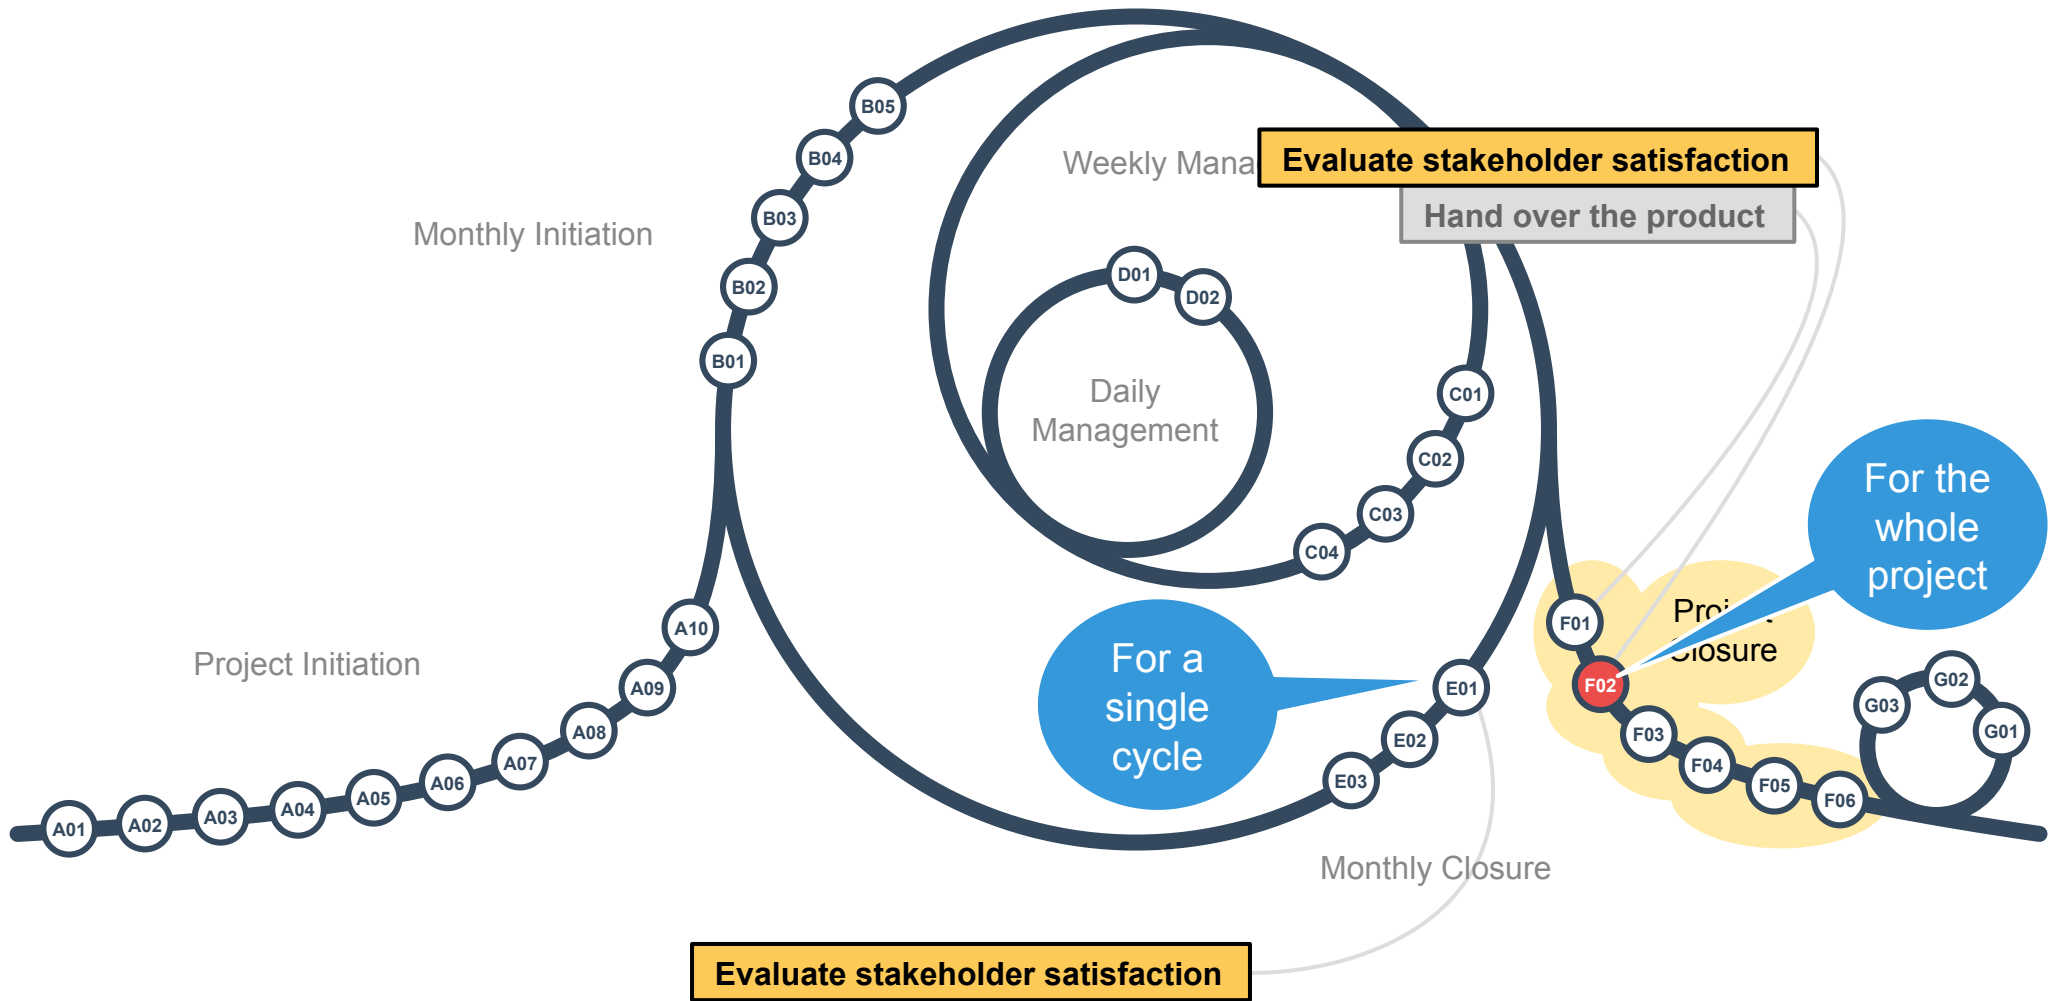 B05
B04
B03
B02
B01
Monthly Initiation
Weekly Mana
Evaluate stakeholder satisfaction
Hand over the product
D01
D02
Daily
Management
C01
C02
C03
C04
For the
whole
project
Project Initiation
A01
A02
A03
A04
A05
A06
A07
A08
A09
A10
For a
single
cycle
E01
E02
E03
Monthly Closure
Closure
F01
F02
F03
F04
F05
F06
G03
G02
G01
Evaluate stakeholder satisfaction